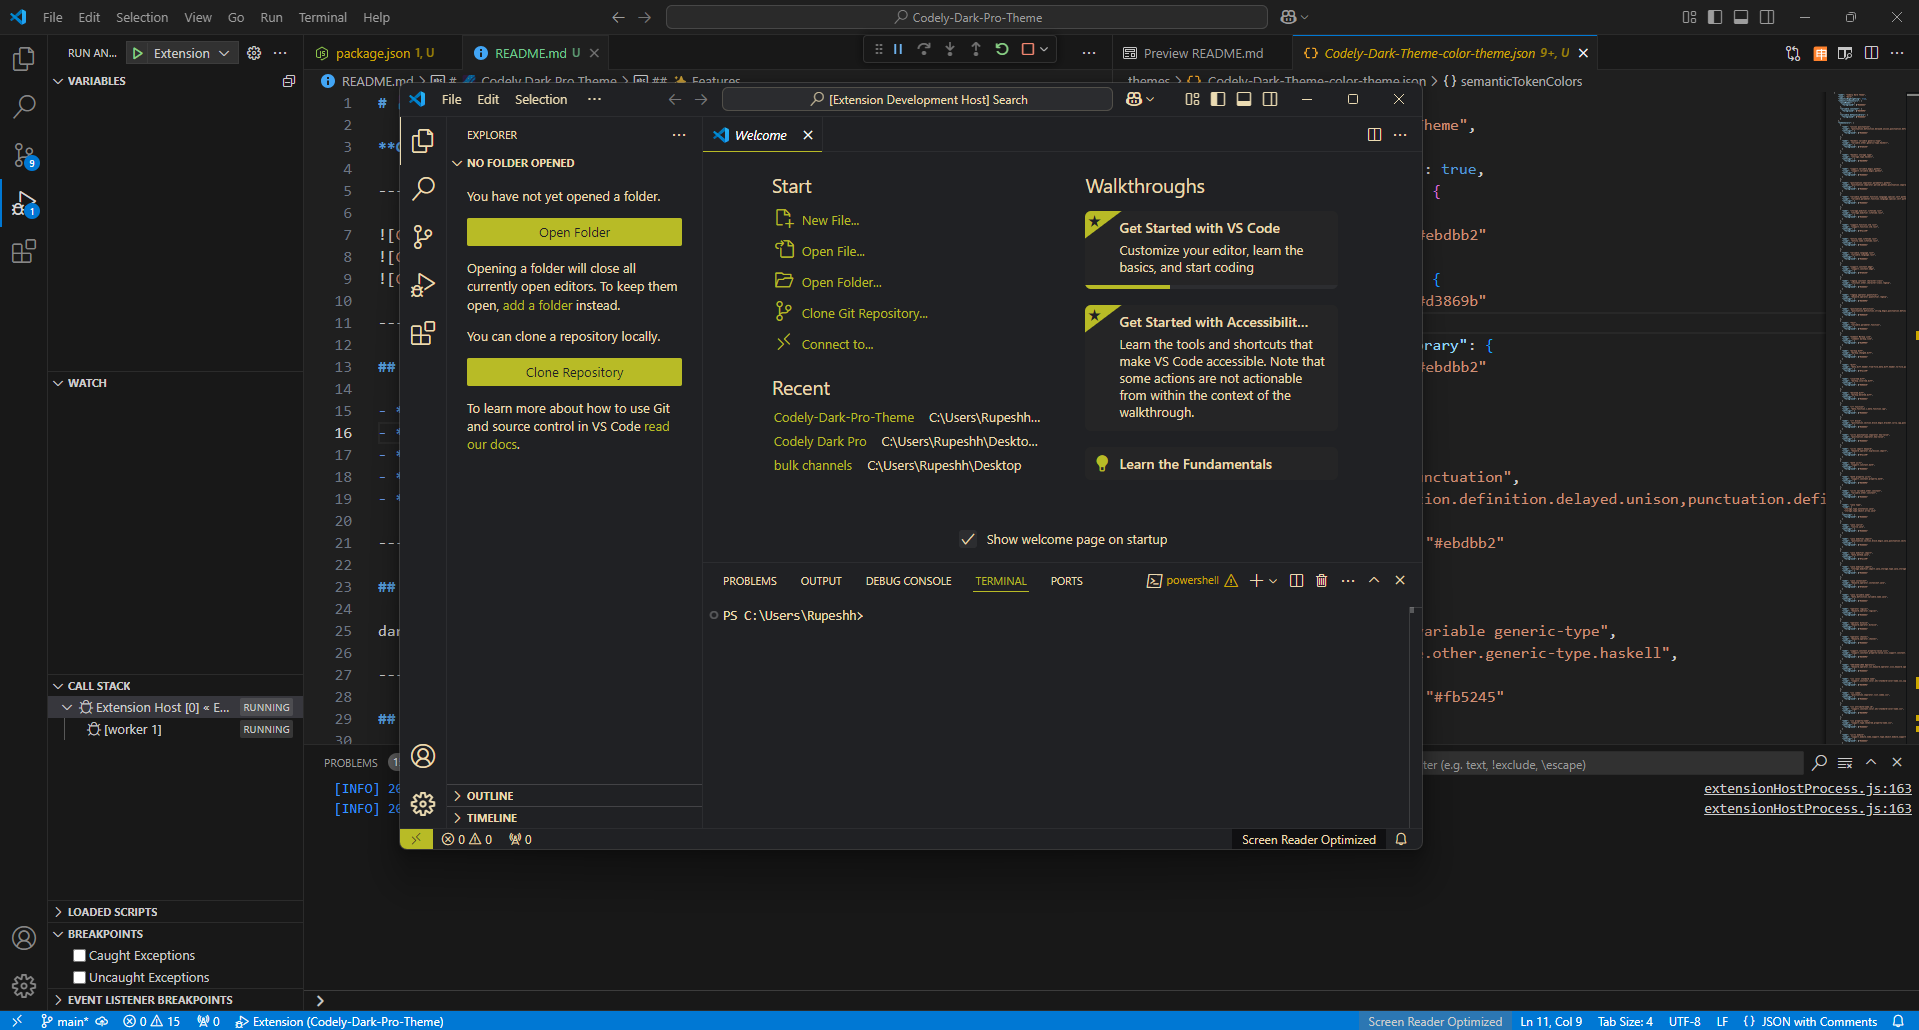 File Edit Selection View Go Run Terminal Help
Codely-Dark-Pro-Theme
RUN AN... Extension
package.json 1, U
README.md U
Preview README.md
Codely-Dark-Theme-color-theme.json 9+, U
VARIABLES
README.md > # Codely Dark Pro Theme > ## Features
themes > Codely-Dark-Theme-color-theme.json > {} semanticTokenColors
1 #
2
3
4
5 ---
6
7 ![
8 ![
9 ![
10
11 ---
12
13 ##
14
15 - *
16 - *
17 - *
18 - *
19 - *
20
21 ---
22
23 ##
24
25
26
27 ---
28
29 ##
30
heme",
: true,
{
#ebdbb2"
{
#d3869b"
rary": {
#ebdbb2"
nctuation",
ion.definition.delayed.unison,punctuation.defi
"#ebdbb2"
variable generic-type",
.other.generic-type.haskell",
"#fb5245"
File Edit Selection ...
[Extension Development Host] Search
EXPLORER
Welcome
NO FOLDER OPENED
You have not yet opened a folder.
Open Folder
Opening a folder will close all
currently open editors. To keep them
open, add a folder instead.
You can clone a repository locally.
Clone Repository
To learn more about how to use Git
and source control in VS Code read
our docs.
OUTLINE
TIMELINE
Start
New File...
Open File...
Open Folder...
Clone Git Repository...
Connect to...
Recent
Codely-Dark-Pro-Theme C:\Users\Rupeshh...
Codely Dark Pro C:\Users\Rupeshh\Deskto...
bulk channels C:\Users\Rupeshh\Desktop
Walkthroughs
Get Started with VS Code
Customize your editor, learn the
basics, and start coding
Get Started with Accessibilit...
Learn the tools and shortcuts that
make VS Code accessible. Note that
some actions are not actionable
from within the context of the
walkthrough.
Learn the Fundamentals
Show welcome page on startup
PROBLEMS OUTPUT DEBUG CONSOLE TERMINAL PORTS
powershell
PS C:\Users\Rupeshh>
0 0 0
Screen Reader Optimized
WATCH
CALL STACK
Extension Host [0] « E... RUNNING
[worker 1] RUNNING
LOADED SCRIPTS
BREAKPOINTS
Caught Exceptions
Uncaught Exceptions
EVENT LISTENER BREAKPOINTS
9
1
PROBLEMS 1
ter (e.g. text, !exclude, \escape)
[INFO] 20
[INFO] 20
extensionHostProcess.js:163
extensionHostProcess.js:163
main* 0 15 0 Extension (Codely-Dark-Pro-Theme)
Screen Reader Optimized Ln 11, Col 9 Tab Size: 4 UTF-8 LF {} JSON with Comments